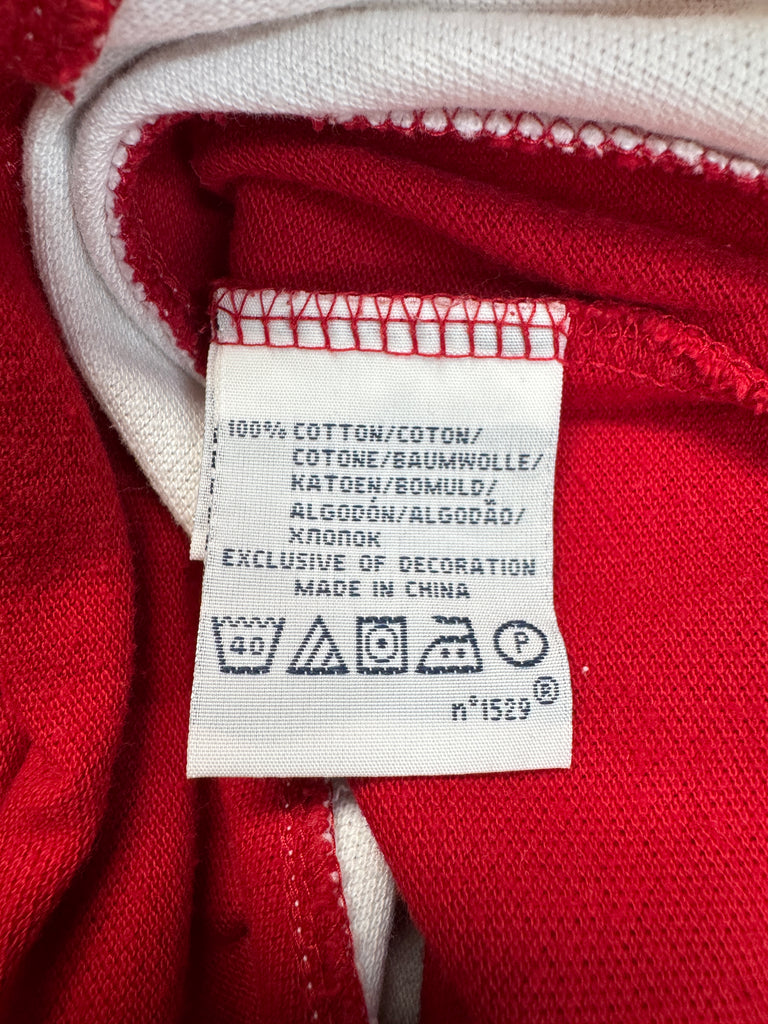 100% COTTON/COTON/
COTONE/BAUMWOLLE/
KATOEN/BOMULD/
ALGODÓN/ALGODÃO/
ХЛОПОК
EXCLUSIVE OF DECORATION
MADE IN CHINA
40 P
n°1529®